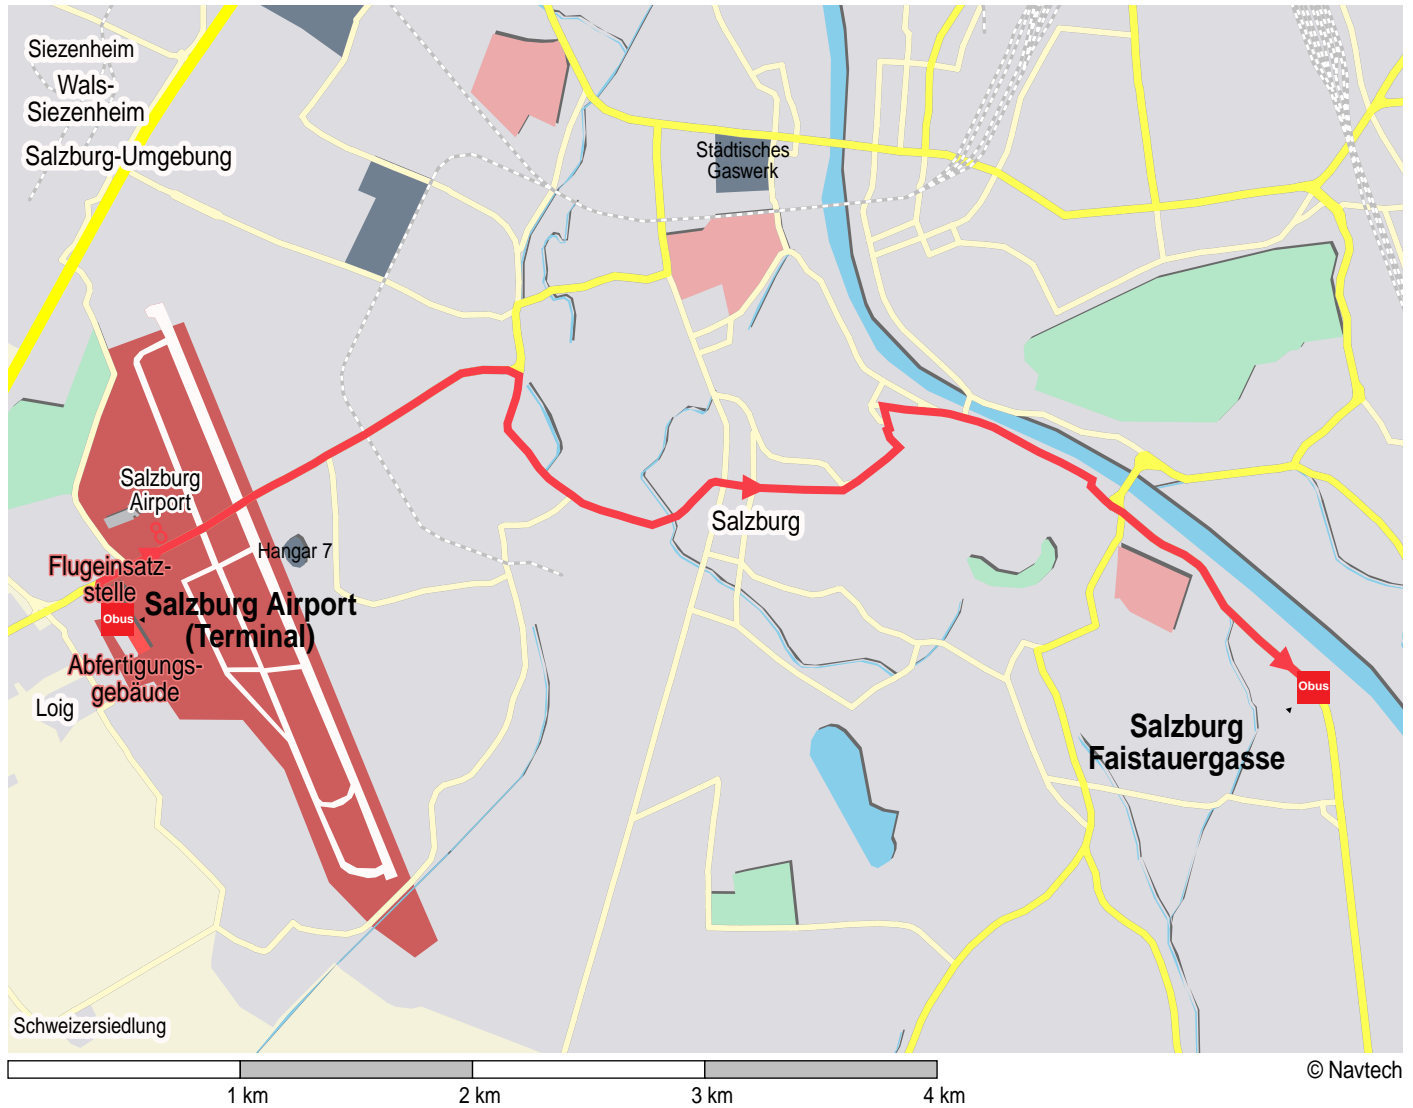 Siezenheim
Wals-
Siezenheim
Salzburg-Umgebung
Städtisches
Gaswerk
Salzburg
Airport
Hangar 7
Flugeinsatz-
stelle
Obus
Salzburg Airport
(Terminal)
Abfertigungs-
gebäude
Loig
Salzburg
Obus
Salzburg
Faistauergasse
Schweizersiedlung
1 km
2 km
3 km
4 km
© Navtech